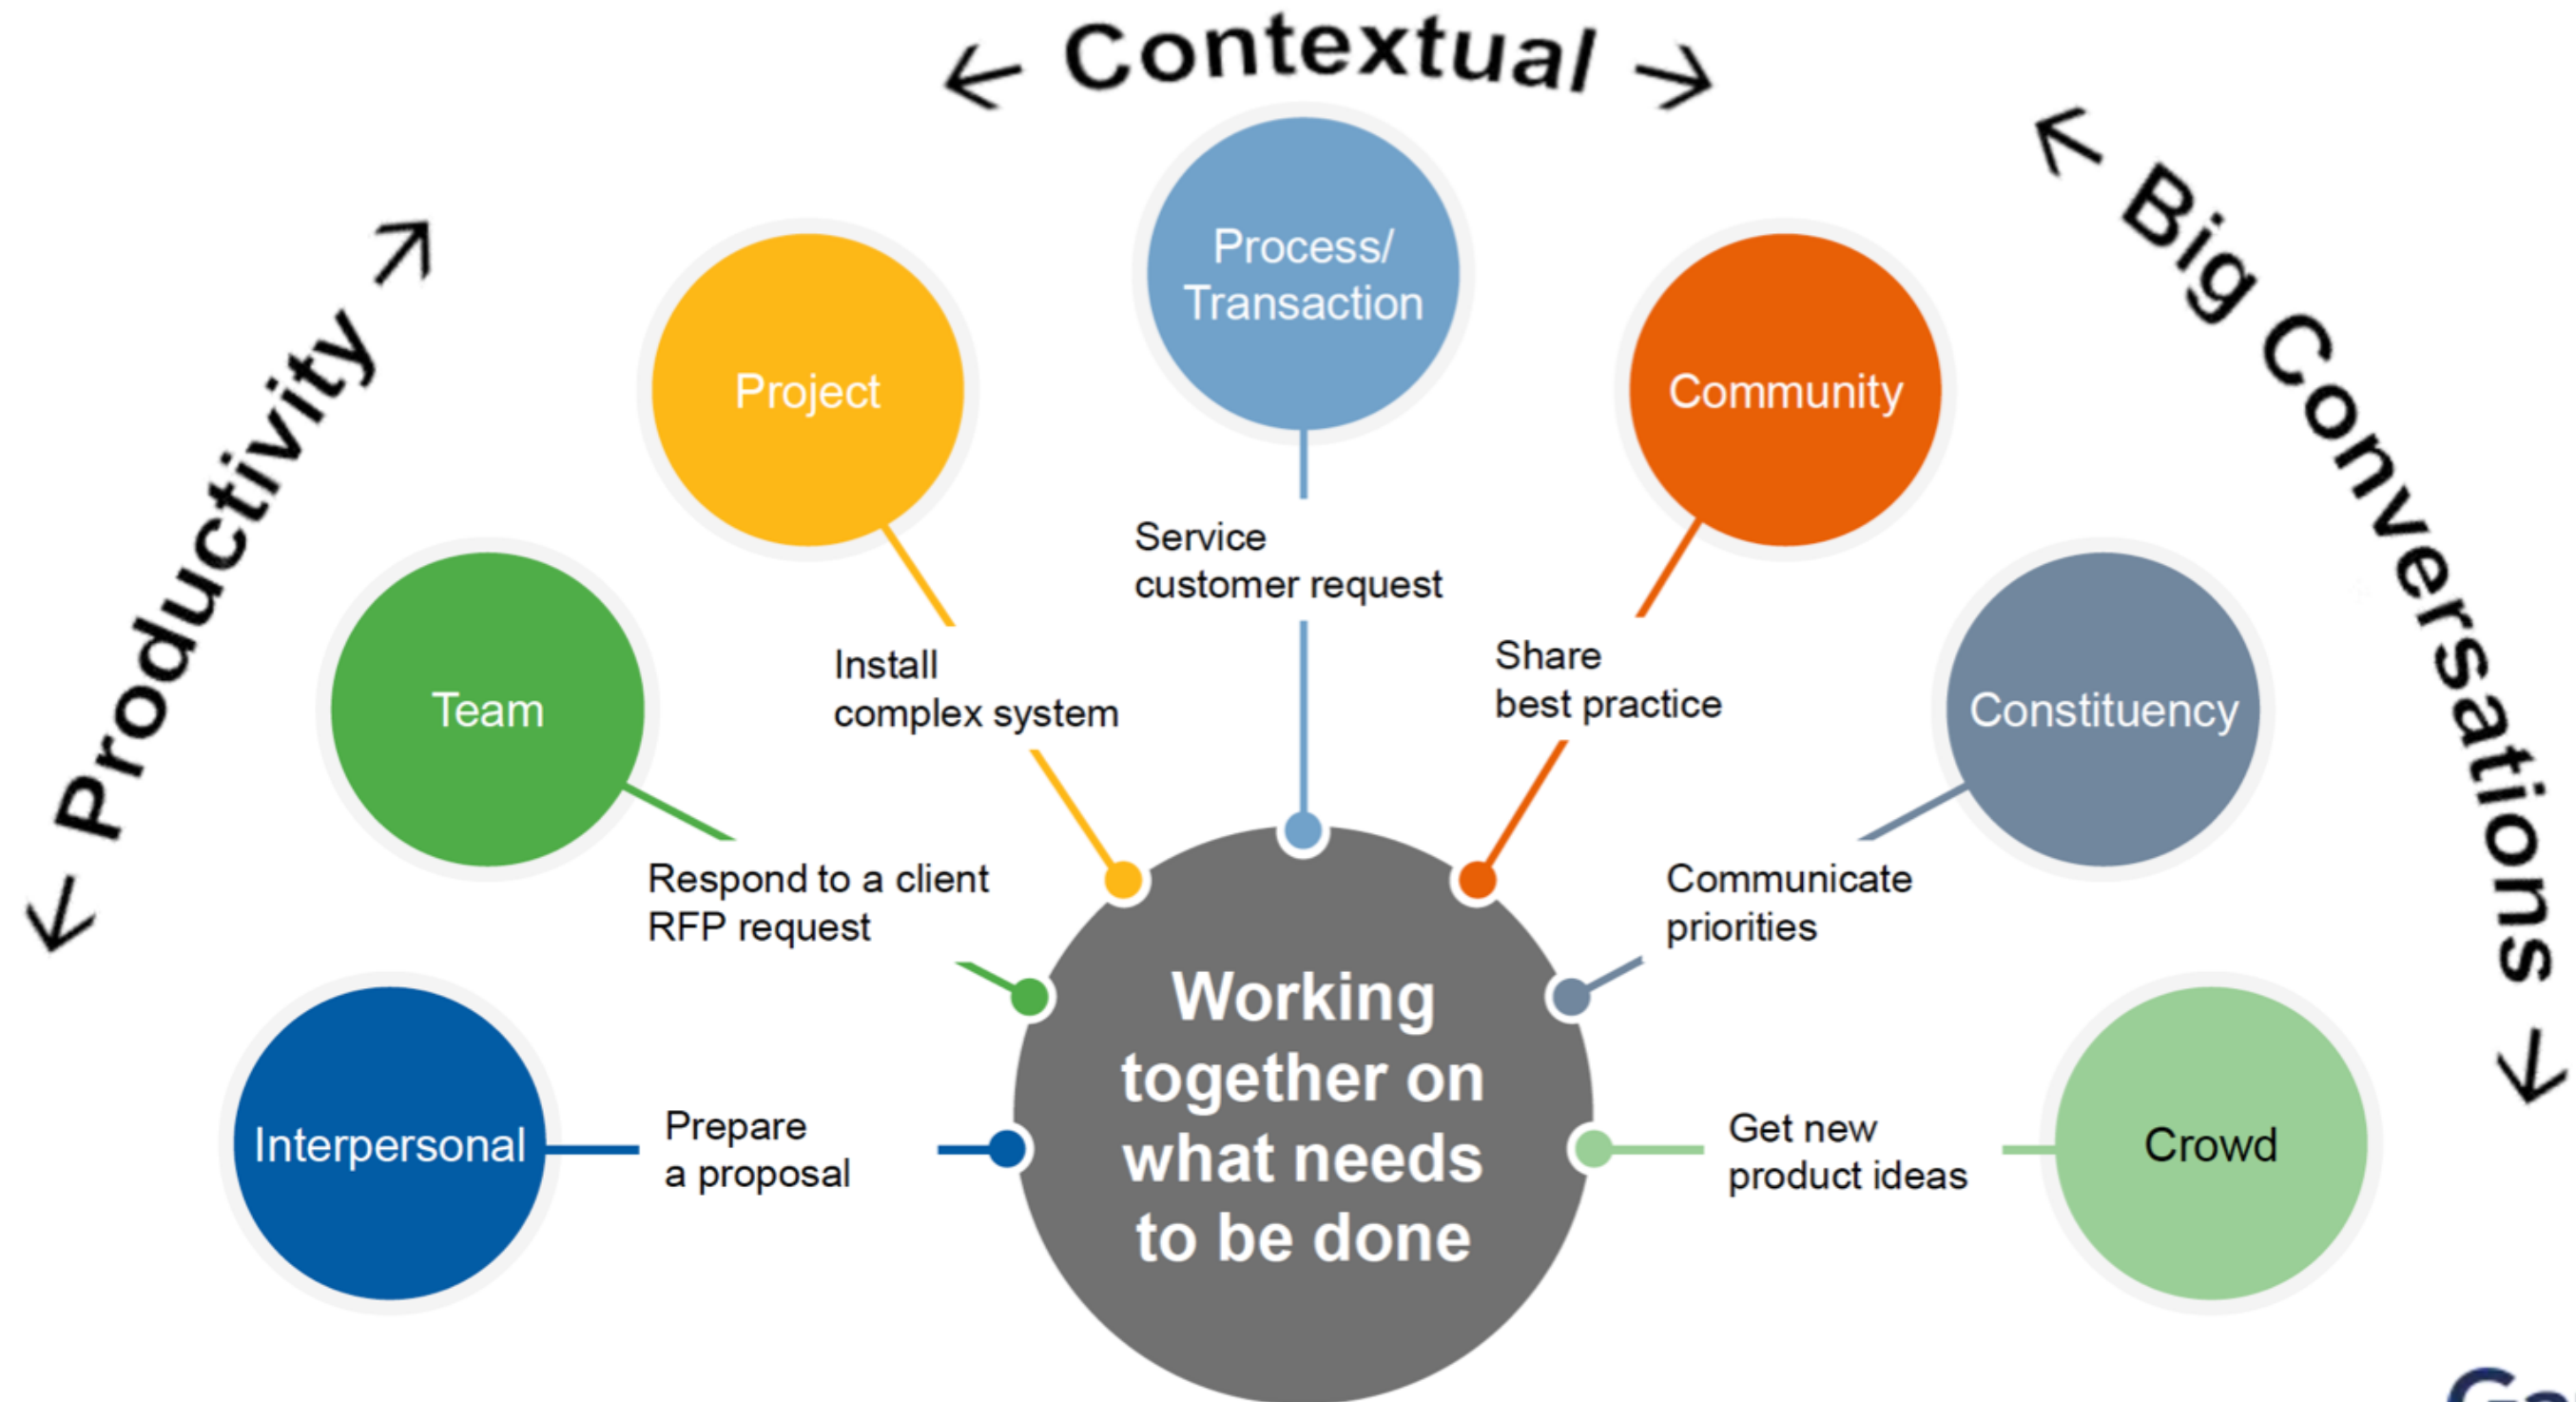 ← Contextual →
← Productivity →
← Big Conversations →
Process/
Transaction
Project
Community
Team
Constituency
Interpersonal
Crowd
Service
customer request
Install
complex system
Share
best practice
Respond to a client
RFP request
Communicate
priorities
Prepare
a proposal
Get new
product ideas
Working
together on
what needs
to be done